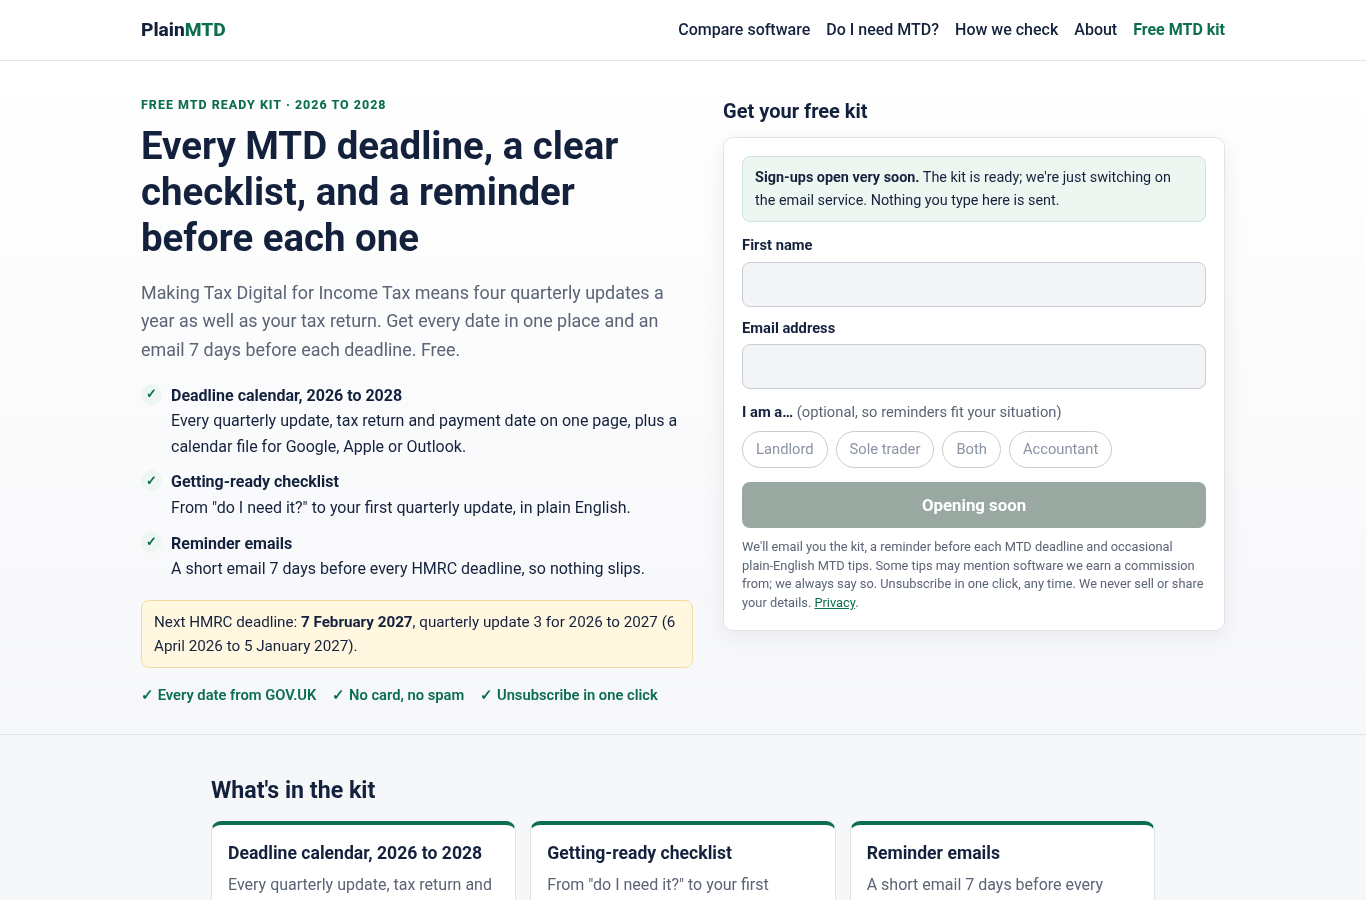 PlainMTD
Compare software Do I need MTD? How we check About Free MTD kit
FREE MTD READY KIT · 2026 TO 2028
Every MTD deadline, a clear
checklist, and a reminder
before each one
Making Tax Digital for Income Tax means four quarterly updates a
year as well as your tax return. Get every date in one place and an
email 7 days before each deadline. Free.
✓ Deadline calendar, 2026 to 2028
Every quarterly update, tax return and payment date on one page, plus a
calendar file for Google, Apple or Outlook.
✓ Getting-ready checklist
From "do I need it?" to your first quarterly update, in plain English.
✓ Reminder emails
A short email 7 days before every HMRC deadline, so nothing slips.
Next HMRC deadline: 7 February 2027, quarterly update 3 for 2026 to 2027 (6
April 2026 to 5 January 2027).
✓ Every date from GOV.UK ✓ No card, no spam ✓ Unsubscribe in one click
Get your free kit
Sign-ups open very soon. The kit is ready; we're just switching on
the email service. Nothing you type here is sent.
First name
Email address
I am a... (optional, so reminders fit your situation)
Landlord Sole trader Both Accountant
Opening soon
We'll email you the kit, a reminder before each MTD deadline and occasional
plain-English MTD tips. Some tips may mention software we earn a commission
from; we always say so. Unsubscribe in one click, any time. We never sell or share
your details. Privacy.
What's in the kit
Deadline calendar, 2026 to 2028
Every quarterly update, tax return and
Getting-ready checklist
From "do I need it?" to your first
Reminder emails
A short email 7 days before every